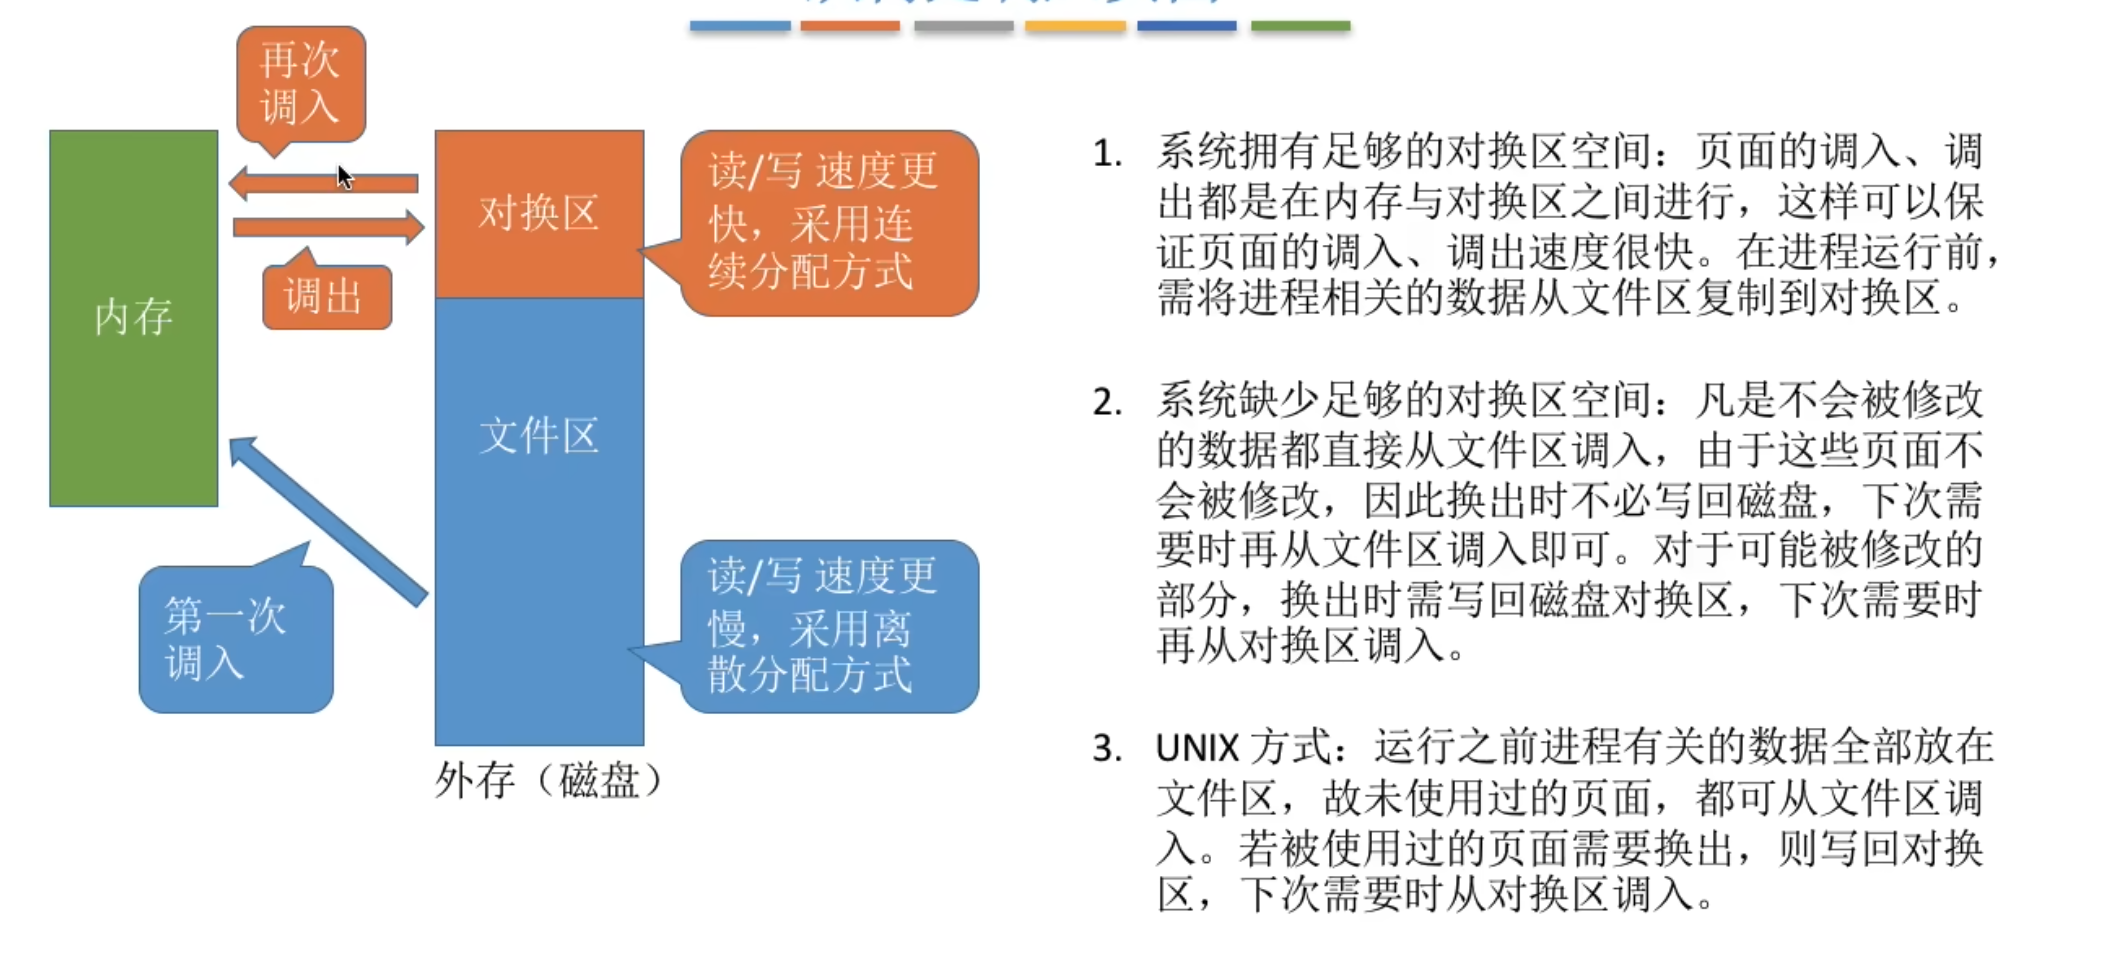 再次
调入
内存
调出
第一次
调入
对换区
文件区
外存（磁盘）
读/写 速度更
快，采用连
续分配方式
读/写 速度更
慢，采用离
散分配方式
1. 系统拥有足够的对换区空间：页面的调入、调
出都是在内存与对换区之间进行，这样可以保
证页面的调入、调出速度很快。在进程运行前，
需将进程相关的数据从文件区复制到对换区。
2. 系统缺少足够的对换区空间：凡是不会被修改
的数据都直接从文件区调入，由于这些页面不
会被修改，因此换出时不必写回磁盘，下次需
要时再从文件区调入即可。对于可能被修改的
部分，换出时需写回磁盘对换区，下次需要时
再从对换区调入。
3. UNIX 方式：运行之前进程有关的数据全部放在
文件区，故未使用过的页面，都可从文件区调
入。若被使用过的页面需要换出，则写回对换
区，下次需要时从对换区调入。